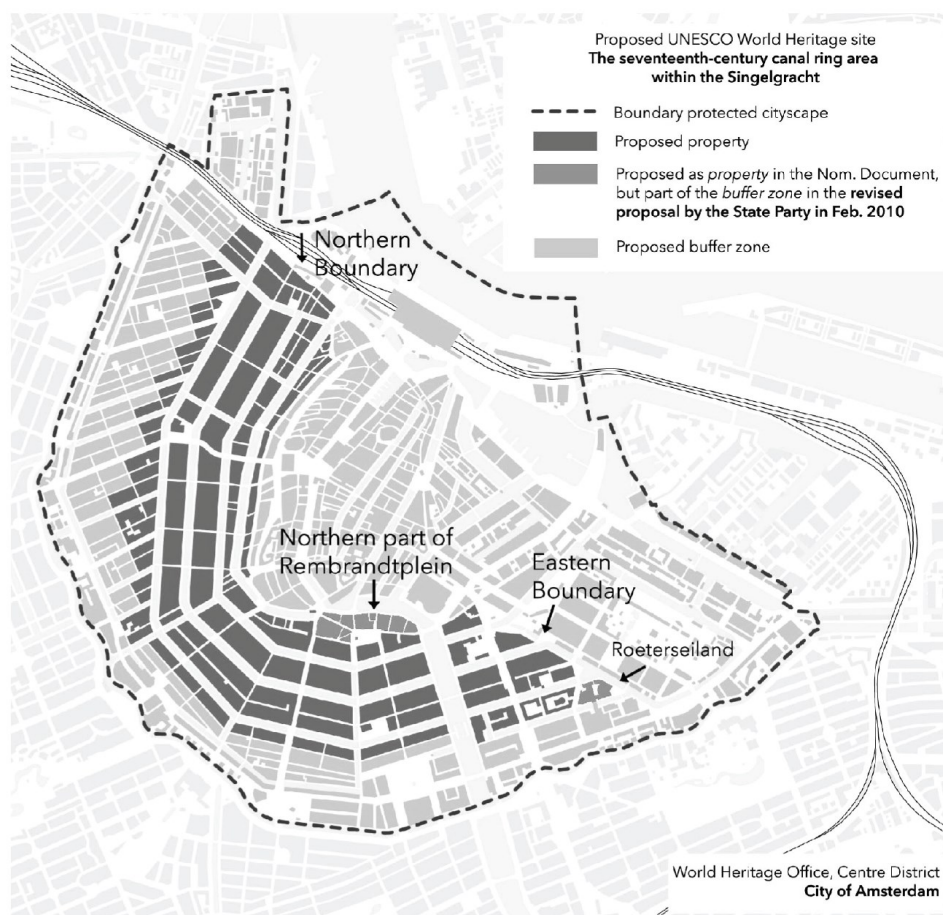 Proposed UNESCO World Heritage site
The seventeenth-century canal ring area
within the Singelgracht
Boundary protected cityscape
Proposed property
Proposed as property in the Nom. Document,
but part of the buffer zone in the revised
proposal by the State Party in Feb. 2010
Proposed buffer zone
Northern
Boundary
Northern part of
Rembrandtplein
Eastern
Boundary
Roeterseiland
World Heritage Office, Centre District
City of Amsterdam